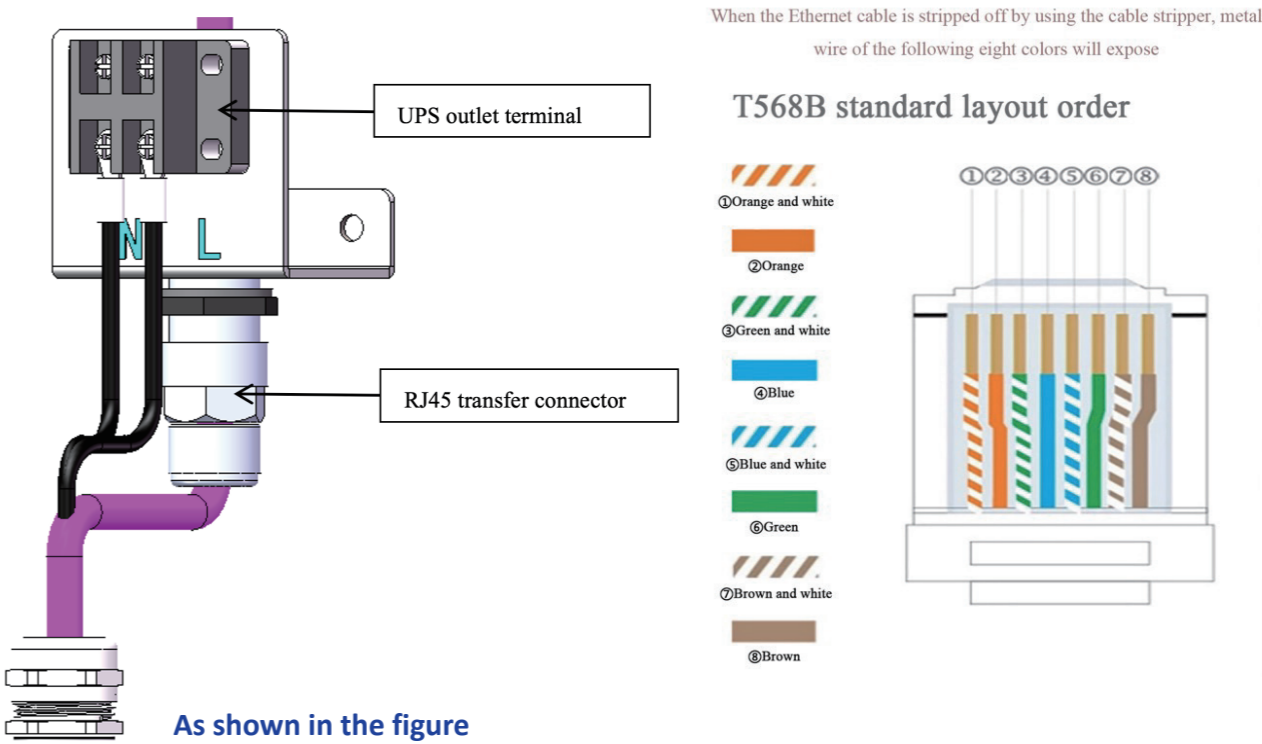 UPS outlet terminal
N L
RJ45 transfer connector
As shown in the figure
When the Ethernet cable is stripped off by using the cable stripper, metal
wire of the following eight colors will expose
T568B standard layout order
①②③④⑤⑥⑦⑧
①Orange and white
②Orange
③Green and white
④Blue
⑤Blue and white
⑥Green
⑦Brown and white
⑧Brown